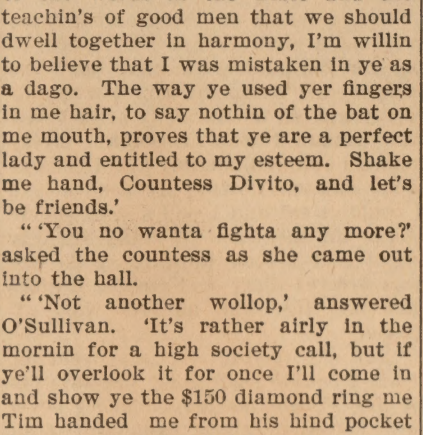 teachin's of good men that we should
dwell together in harmony, I'm willin
to believe that I was mistaken in ye as
a dago. The way ye used yer fingers
in me hair, to say nothin of the bat on
me mouth, proves that ye are a perfect
lady and entitled to my esteem. Shake
me hand, Countess Divito, and let's
be friends.'
" 'You no wanta fighta any more?'
asked the countess as she came out
into the hall.
" 'Not another wollop,' answered
O'Sullivan. 'It's rather airly in the
mornin for a high society call, but if
ye'll overlook it for once I'll come in
and show ye the $150 diamond ring me
Tim handed me from his hind pocket